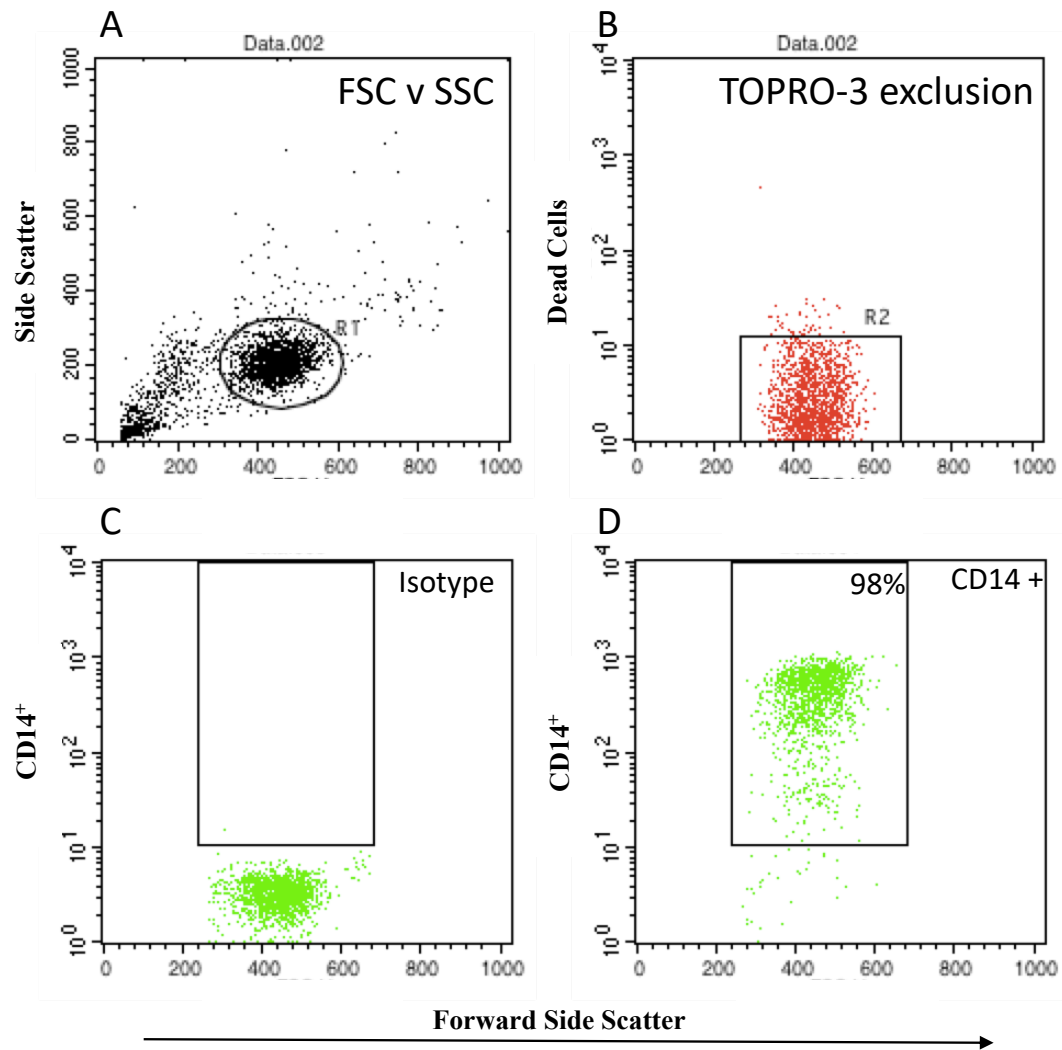 A
Data.002
FSC v SSC
Side Scatter
1000
800
600
400
200
0
R1
0 200 400 600 800 1000
B
Data.002
TOPRO-3 exclusion
Dead Cells
10^4
10^3
10^2
10^1
10^0
R2
0 200 400 600 800 1000
C
Isotype
CD14+
10^4
10^3
10^2
10^1
10^0
0 200 400 600 800 1000
D
98% CD14 +
CD14+
10^4
10^3
10^2
10^1
10^0
0 200 400 600 800 1000
Forward Side Scatter